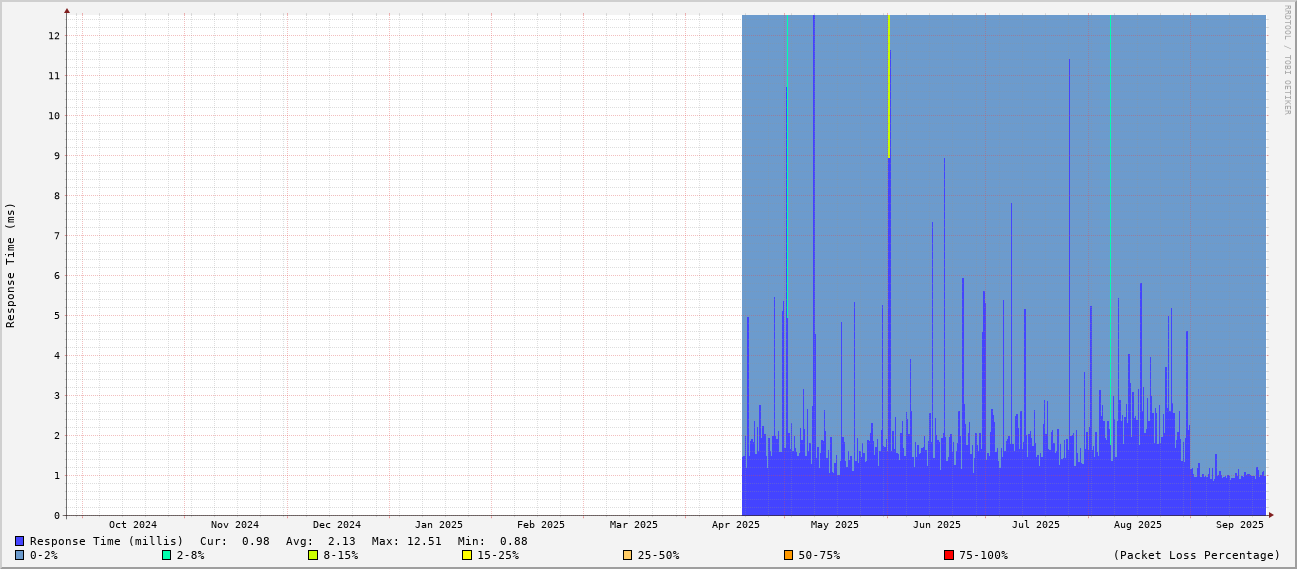 RRDTOOL / TOBI OETIKER
Response Time (ms)
12
11
10
9
8
7
6
5
4
3
2
1
0
Oct 2024 Nov 2024 Dec 2024 Jan 2025 Feb 2025 Mar 2025 Apr 2025 May 2025 Jun 2025 Jul 2025 Aug 2025 Sep 2025
Response Time (millis) Cur: 0.98 Avg: 2.13 Max: 12.51 Min: 0.88
0-2% 2-8% 8-15% 15-25% 25-50% 50-75% 75-100% (Packet Loss Percentage)